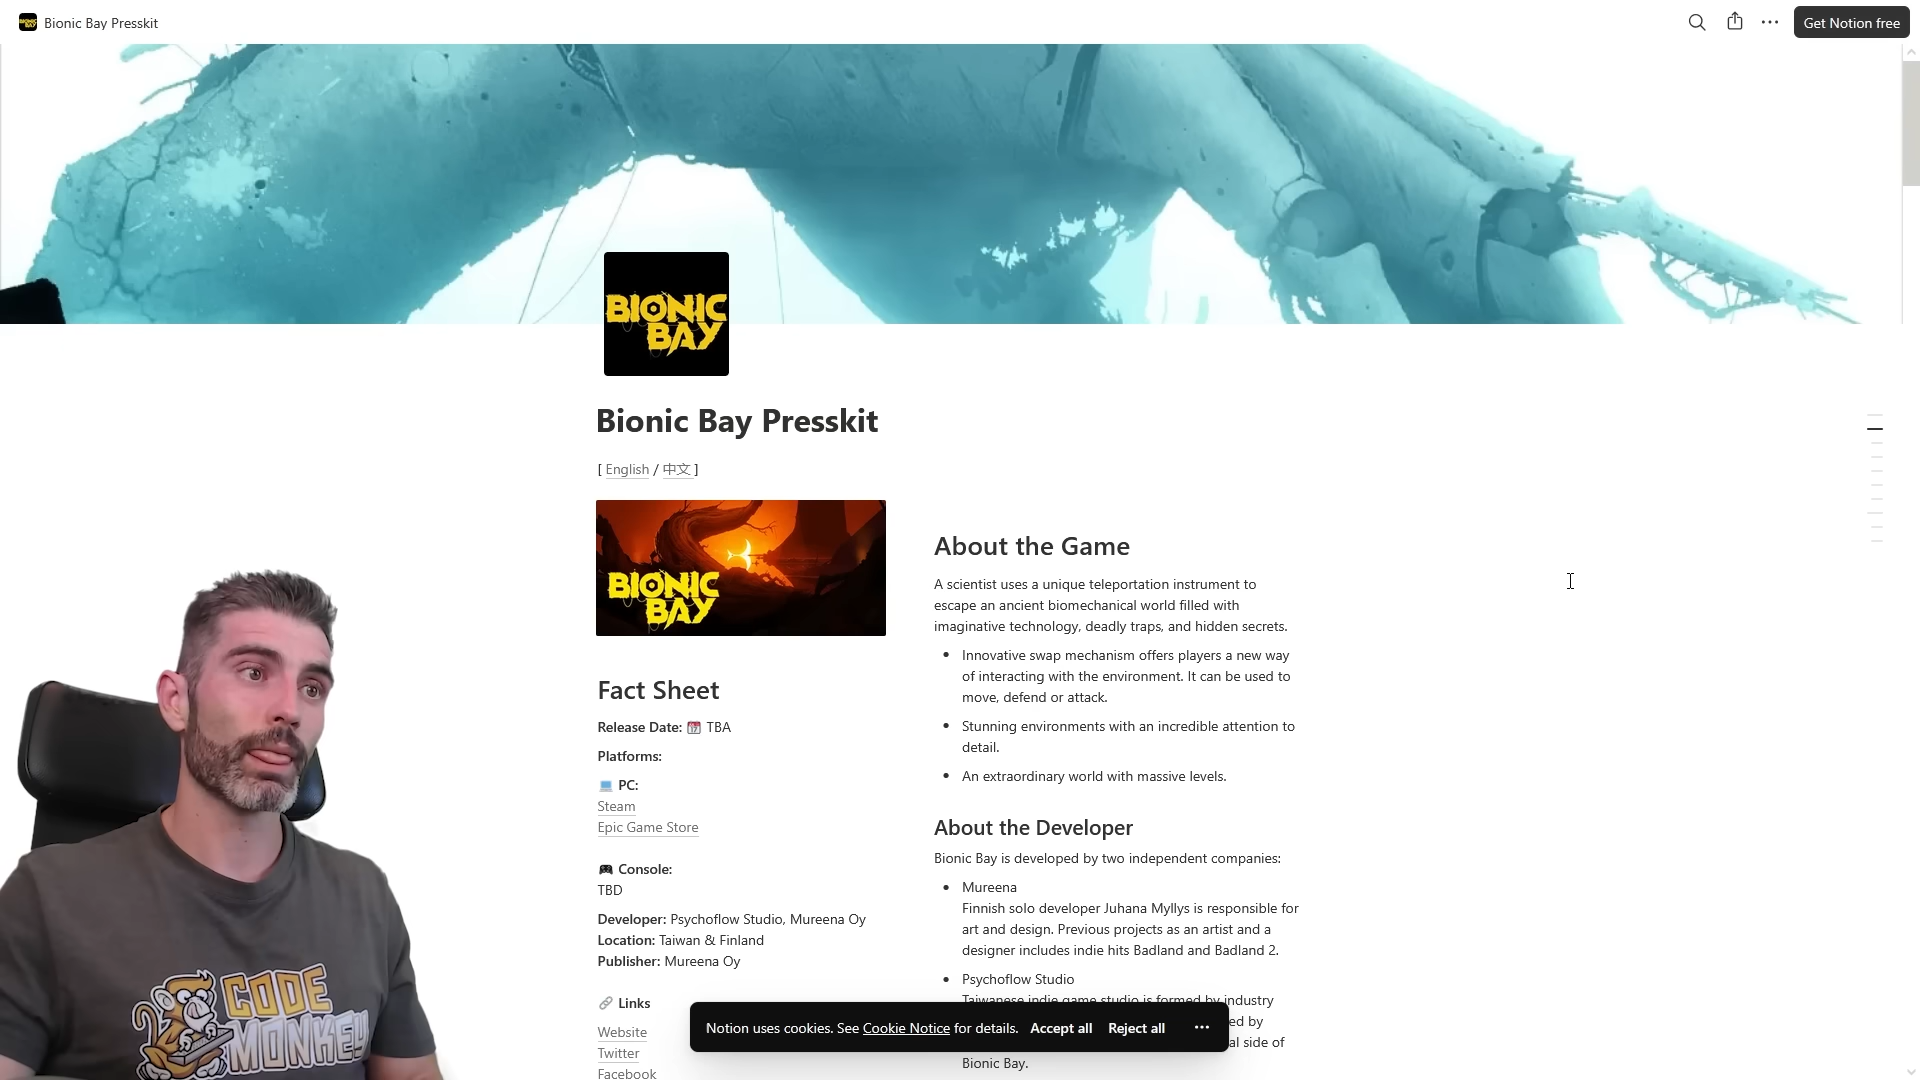 Bionic Bay Presskit
Get Notion free
BIONIC
BAY
Bionic Bay Presskit
[ English / 中文 ]
BIONIC
BAY
Fact Sheet
Release Date: 📅 TBA
Platforms:
💻 PC:
Steam
Epic Game Store
🎮 Console:
TBD
Developer: Psychoflow Studio, Mureena Oy
Location: Taiwan & Finland
Publisher: Mureena Oy
🔗 Links
Website
Twitter
Facebook
About the Game
A scientist uses a unique teleportation instrument to
escape an ancient biomechanical world filled with
imaginative technology, deadly traps, and hidden secrets.
• Innovative swap mechanism offers players a new way
of interacting with the environment. It can be used to
move, defend or attack.
• Stunning environments with an incredible attention to
detail.
• An extraordinary world with massive levels.
About the Developer
Bionic Bay is developed by two independent companies:
• Mureena
Finnish solo developer Juhana Myllys is responsible for
art and design. Previous projects as an artist and a
designer includes indie hits Badland and Badland 2.
• Psychoflow Studio
Taiwanese indie game studio is formed by industry
ed by
al side of
Bionic Bay.
Notion uses cookies. See Cookie Notice for details. Accept all Reject all
CODE
MONKEY